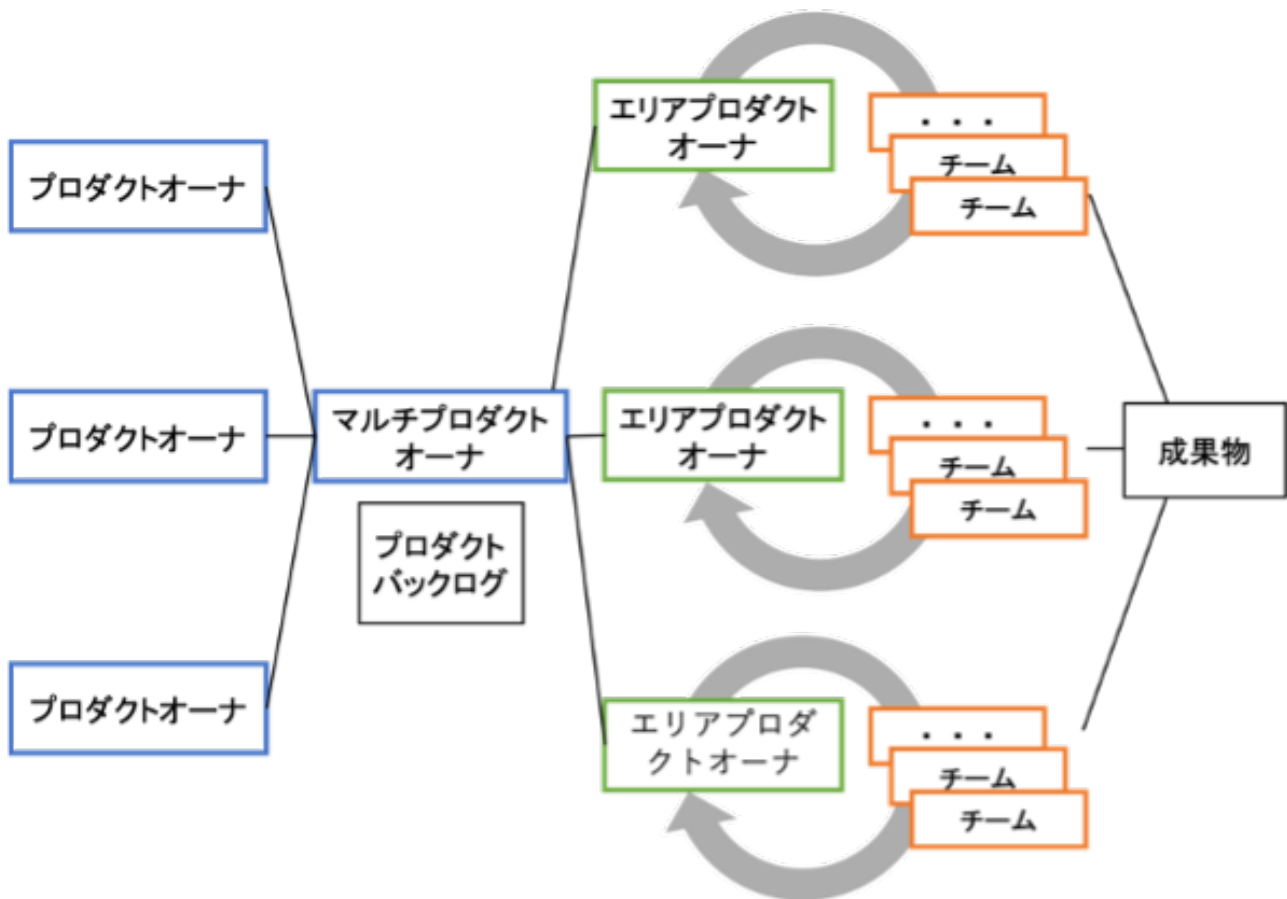 プロダクトオーナ
プロダクトオーナ
プロダクトオーナ
マルチプロダクト
オーナ
プロダクト
バックログ
エリアプロダクト
オーナ
・・・
チーム
チーム
エリアプロダクト
オーナ
・・・
チーム
チーム
エリアプロダ
クトオーナ
・・・
チーム
チーム
成果物